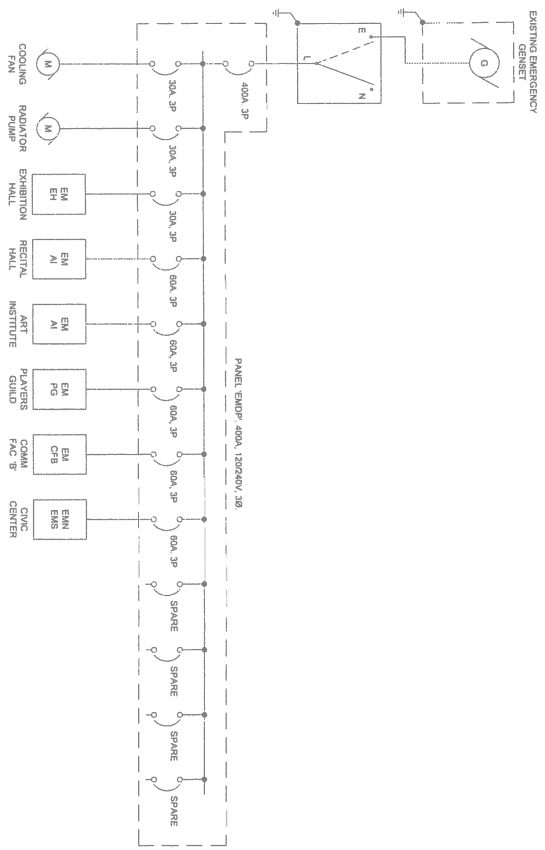 EXISTING EMERGENCY
GENSET
G
E
L
N
400A. 3P
PANEL 'EMDP'. 400A, 120/240V, 3Ø.
30A. 3P
30A, 3P
30A, 3P
60A, 3P
60A, 3P
60A, 3P
60A, 3P
60A, 3P
SPARE
SPARE
SPARE
SPARE
M
COOLING
FAN
M
RADIATOR
PUMP
EM
EH
EXHIBITION
HALL
EM
AI
RECITAL
HALL
EM
AI
ART
INSTITUTE
EM
PG
PLAYERS
GUILD
EM
CFB
COMM
FAC 'B'
EMN
EMS
CIVIC
CENTER